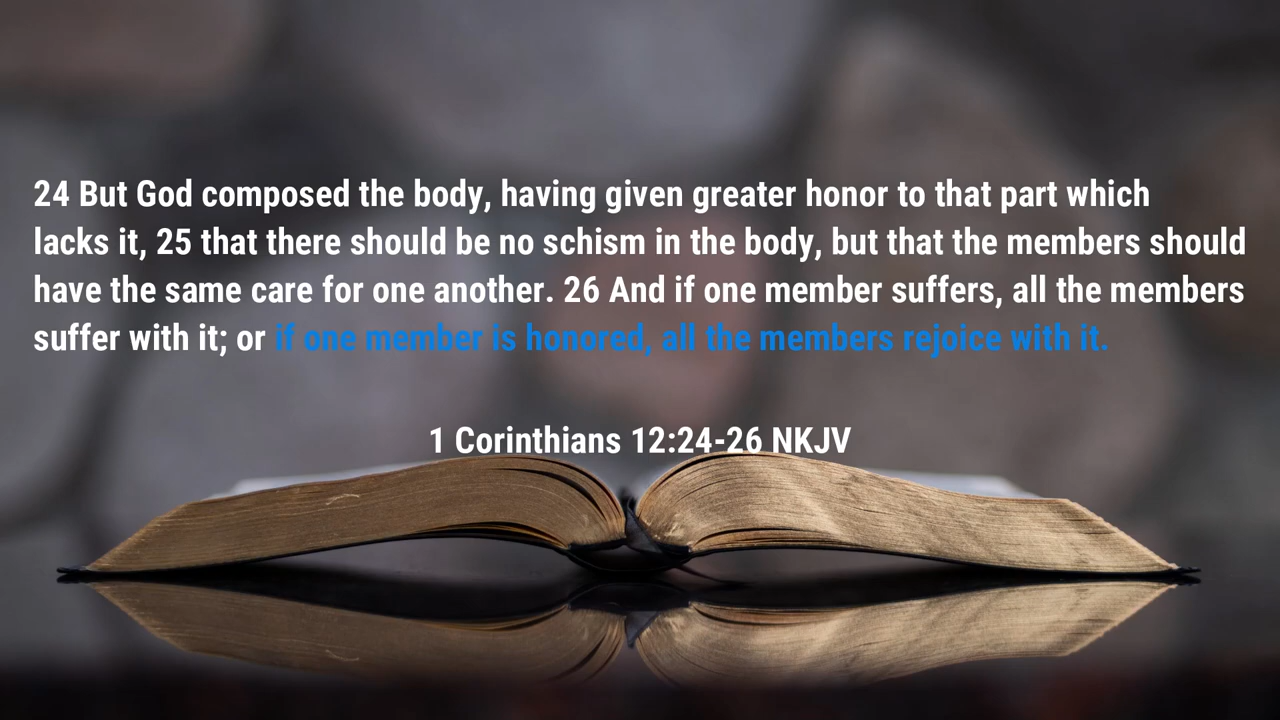 24 But God composed the body, having given greater honor to that part which
lacks it, 25 that there should be no schism in the body, but that the members should
have the same care for one another. 26 And if one member suffers, all the members
suffer with it; or if one member is honored, all the members rejoice with it.
1 Corinthians 12:24-26 NKJV